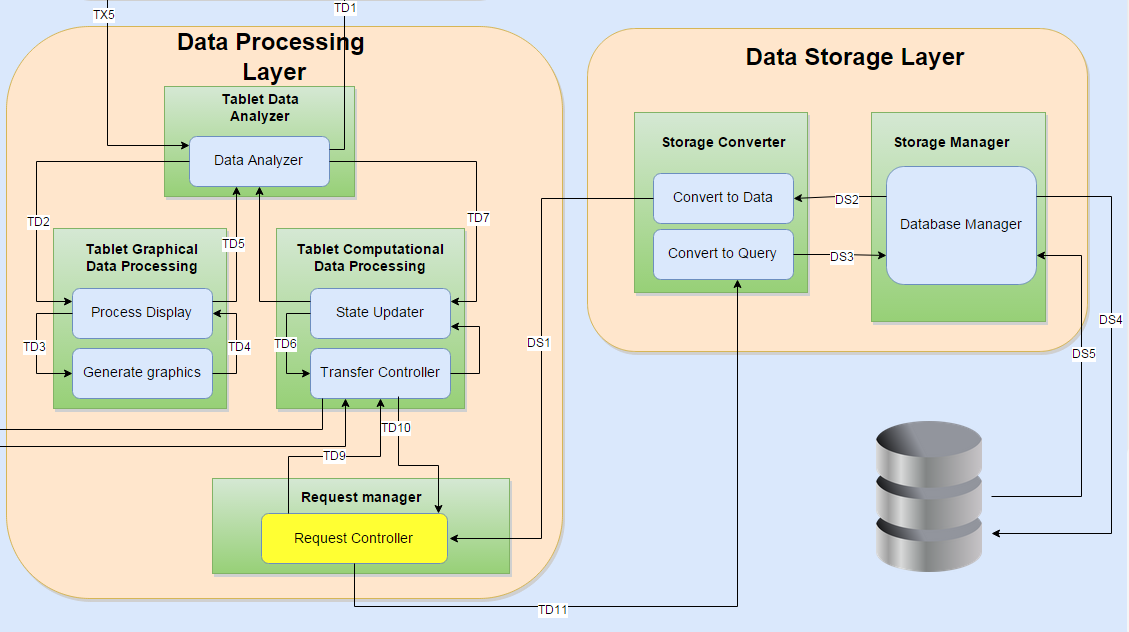 TX5
TD1
Data Processing
Layer
Tablet Data
Analyzer
Data Analyzer
TD2
TD5
TD7
Tablet Graphical
Data Processing
Process Display
TD3
TD4
Generate graphics
Tablet Computational
Data Processing
State Updater
TD6
Transfer Controller
TD9
TD10
Request manager
Request Controller
DS1
TD11
Data Storage Layer
Storage Converter
Convert to Data
Convert to Query
DS2
DS3
Storage Manager
Database Manager
DS4
DS5